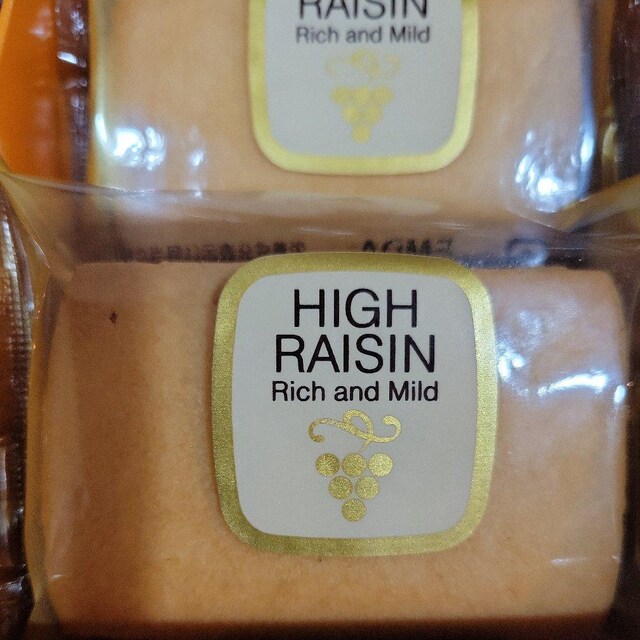 RAISIN
Rich and Mild
HIGH
RAISIN
Rich and Mild